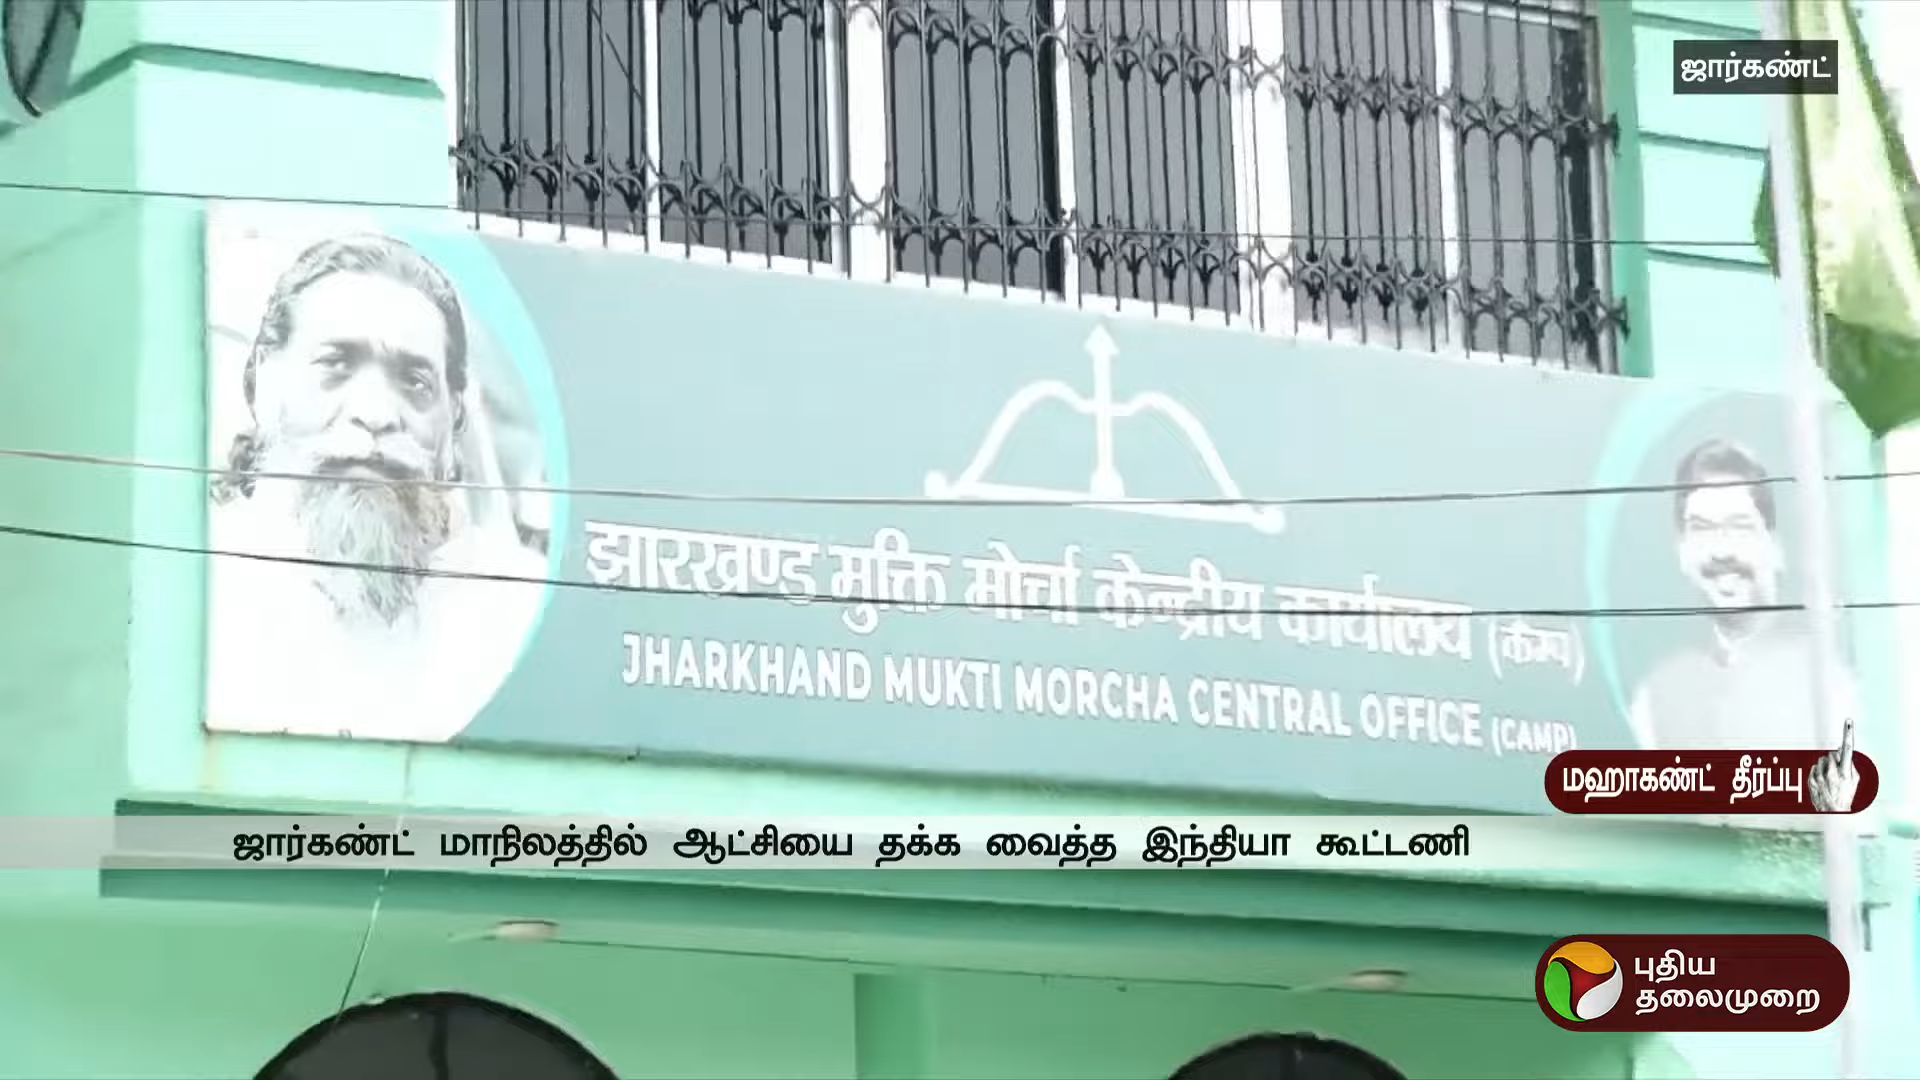 ஜார்கண்ட்
झारखण्ड मुक्ति मोर्चा केन्द्रीय कार्यालय (कैम्प)
JHARKHAND MUKTI MORCHA CENTRAL OFFICE (CAMP)
மஹாகண்ட் தீர்ப்பு
ஜார்கண்ட் மாநிலத்தில் ஆட்சியை தக்க வைத்த இந்தியா கூட்டணி
புதிய
தலைமுறை